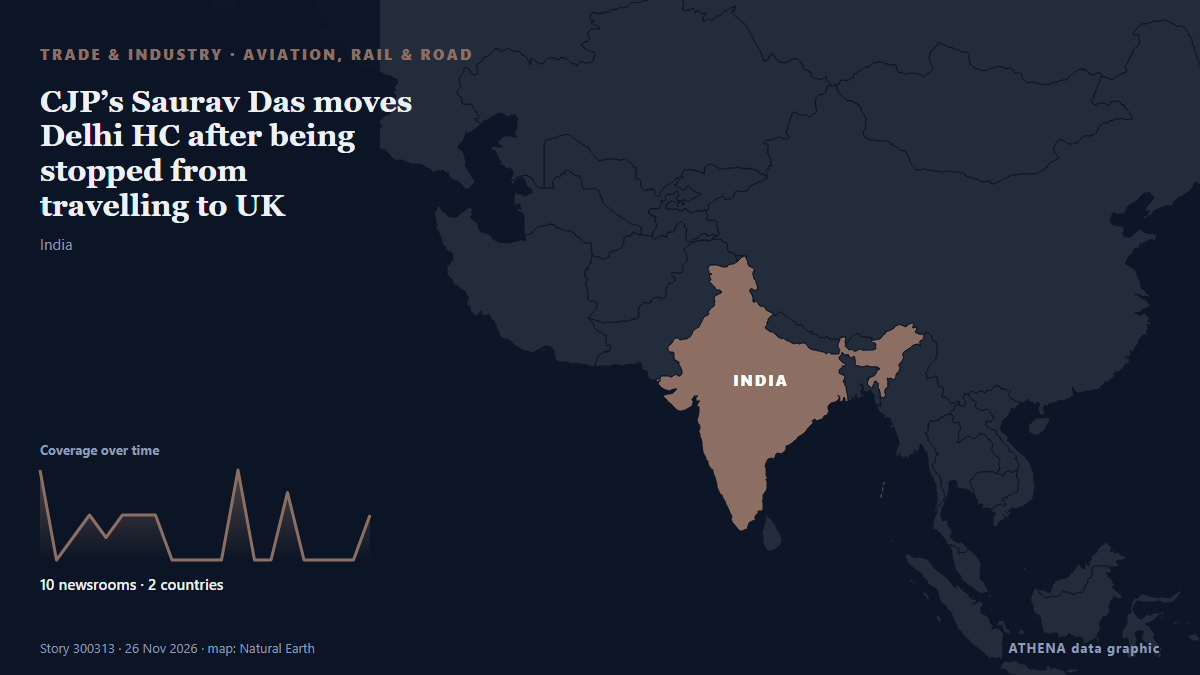 TRADE & INDUSTRY · AVIATION, RAIL & ROAD
CJP’s Saurav Das moves
Delhi HC after being
stopped from
travelling to UK
India
INDIA
Coverage over time
10 newsrooms · 2 countries
Story 300313 · 26 Nov 2026 · map: Natural Earth
ATHENA data graphic